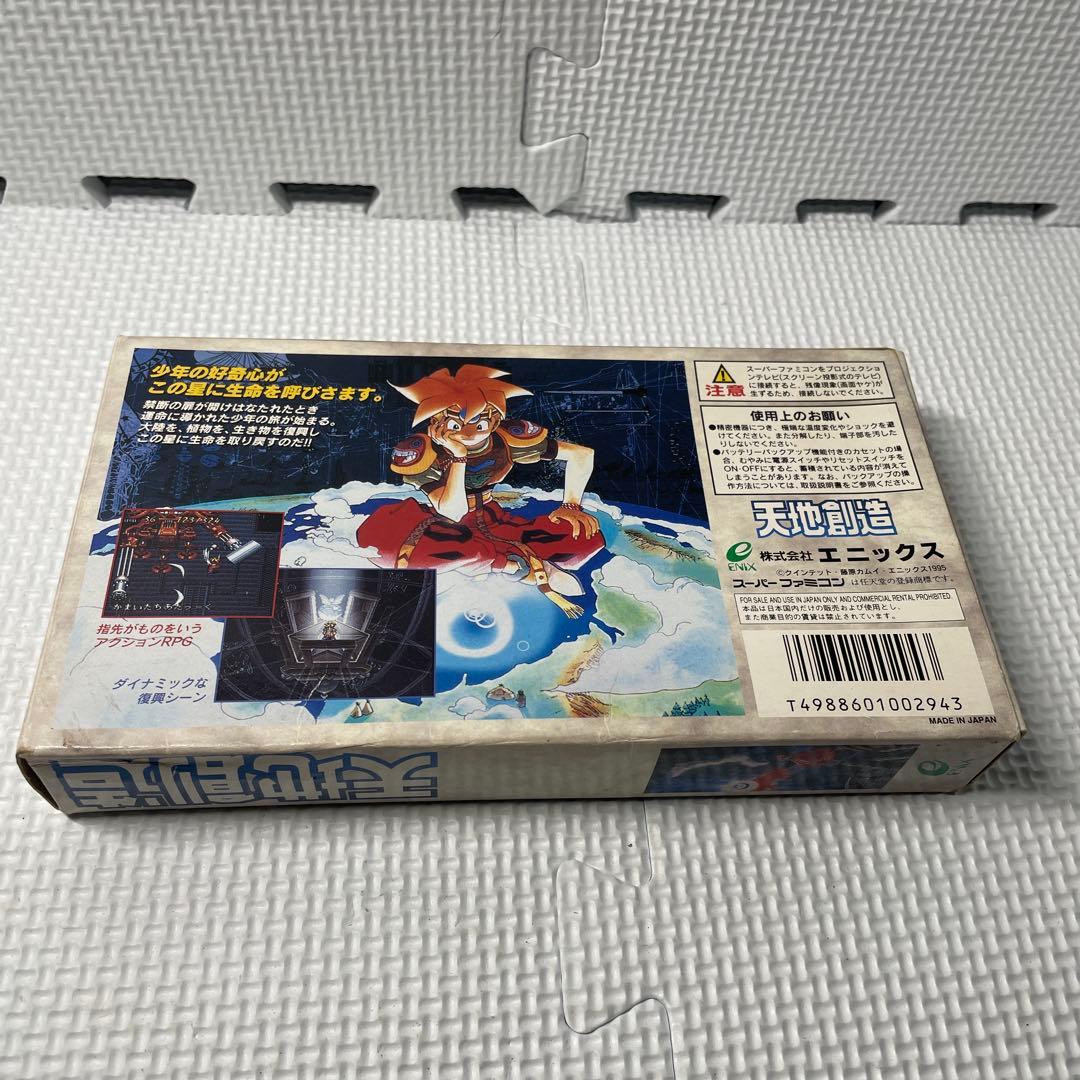 少年の好奇心が
この星に生命を呼びさます。
禁断の扉が開けはなたれたとき
運命に導かれた少年の旅が始まる。
大陸を、植物を、生き物を復興し
この星に生命を取り戻すのだ!!
指先がものをいう
アクションRPG
ダイナミックな
復興シーン
注意
スーパーファミコンをプロジェクショ
ンテレビ(スクリーン投影式のテレビ)
に接続すると、残像現象(画面ヤケ)が
生ずるため、接続しないでください。
使用上のお願い
●精密機器につき、極端な温度変化やショックを避
けてください。また分解したり、端子部を汚した
りしないでください。
●バッテリーバックアップ機能付きのカセットの場
合、むやみに電源スイッチやリセットスイッチを
ON・OFFにすると、蓄積されている内容が消えて
しまうことがあります。なお、バックアップの操
作方法については、取扱説明書をご参照ください。
天地創造
ENIX 株式会社 エニックス
©クインテット・藤原カムイ・エニックス1995
スーパーファミコン は任天堂の登録商標です。
FOR SALE AND USE IN JAPAN ONLY AND COMMERCIAL RENTAL PROHIBITED.
本品は日本国内だけの販売および使用とし、
また商業目的の賃貸は禁止されています。
T4988601002943
MADE IN JAPAN
天地創造